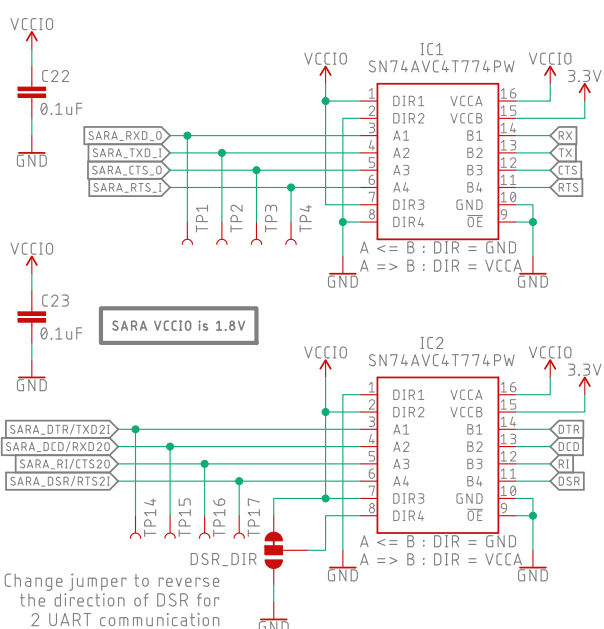 VCCIO
C22
0.1uF
GND
VCCIO
IC1
SN74AVC4T774PW
VCCIO
3.3V
1 DIR1 VCCA 16
2 DIR2 VCCB 15
SARA_RXD_O 3 A1 B1 14 RX
SARA_TXD_I 4 A2 B2 13 TX
SARA_CTS_O 5 A3 B3 12 CTS
SARA_RTS_I 6 A4 B4 11 RTS
7 DIR3 GND 10
8 DIR4 OE 9
TP1 TP2 TP3 TP4
A <= B : DIR = GND
A => B : DIR = VCCA
GND GND
VCCIO
C23
0.1uF
GND
SARA VCCIO is 1.8V
VCCIO
IC2
SN74AVC4T774PW
VCCIO
3.3V
1 DIR1 VCCA 16
2 DIR2 VCCB 15
SARA_DTR/TXD2I 3 A1 B1 14 DTR
SARA_DCD/RXD2O 4 A2 B2 13 DCD
SARA_RI/CTS2O 5 A3 B3 12 RI
SARA_DSR/RTS2I 6 A4 B4 11 DSR
7 DIR3 GND 10
8 DIR4 OE 9
TP14 TP15 TP16 TP17
DSR_DIR
A <= B : DIR = GND
A => B : DIR = VCCA
GND GND
Change jumper to reverse
the direction of DSR for
2 UART communication
GND